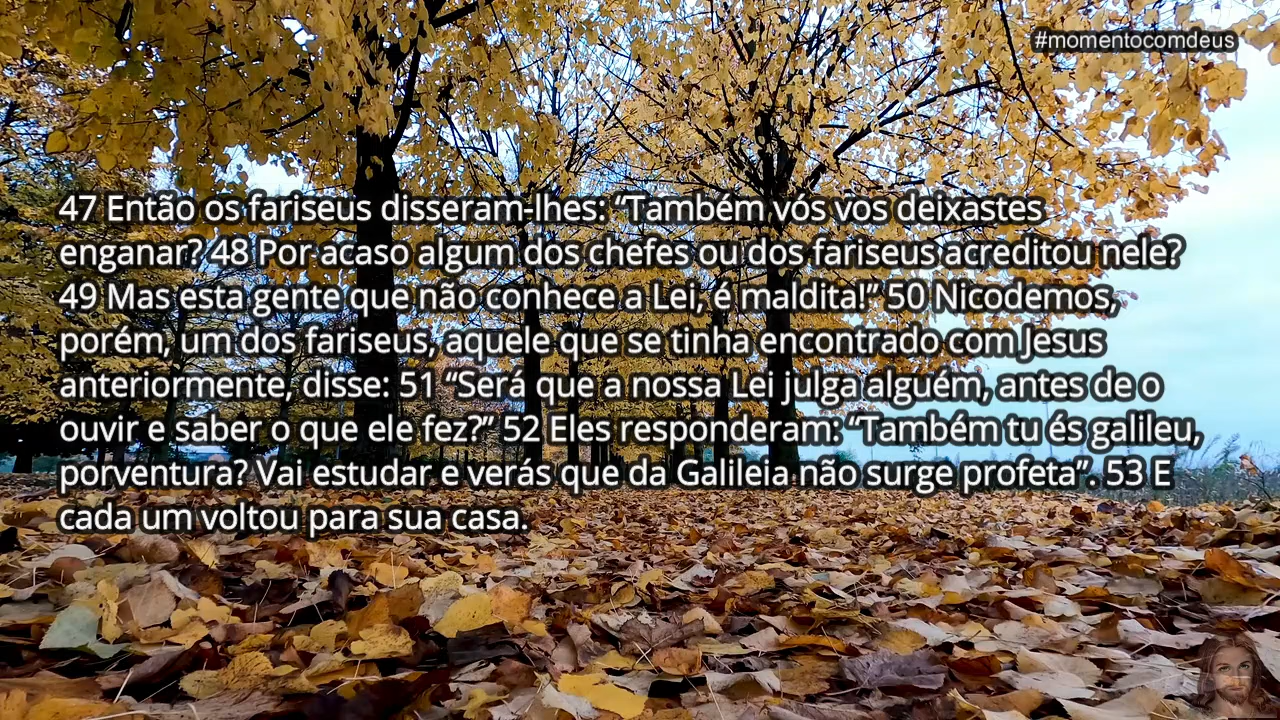 #momentocomdeus
47 Então os fariseus disseram-lhes: “Também vós vos deixastes
enganar? 48 Por acaso algum dos chefes ou dos fariseus acreditou nele?
49 Mas esta gente que não conhece a Lei, é maldita!” 50 Nicodemos,
porém, um dos fariseus, aquele que se tinha encontrado com Jesus
anteriormente, disse: 51 “Será que a nossa Lei julga alguém, antes de o
ouvir e saber o que ele fez?” 52 Eles responderam: “Também tu és galileu,
porventura? Vai estudar e verás que da Galileia não surge profeta”. 53 E
cada um voltou para sua casa.